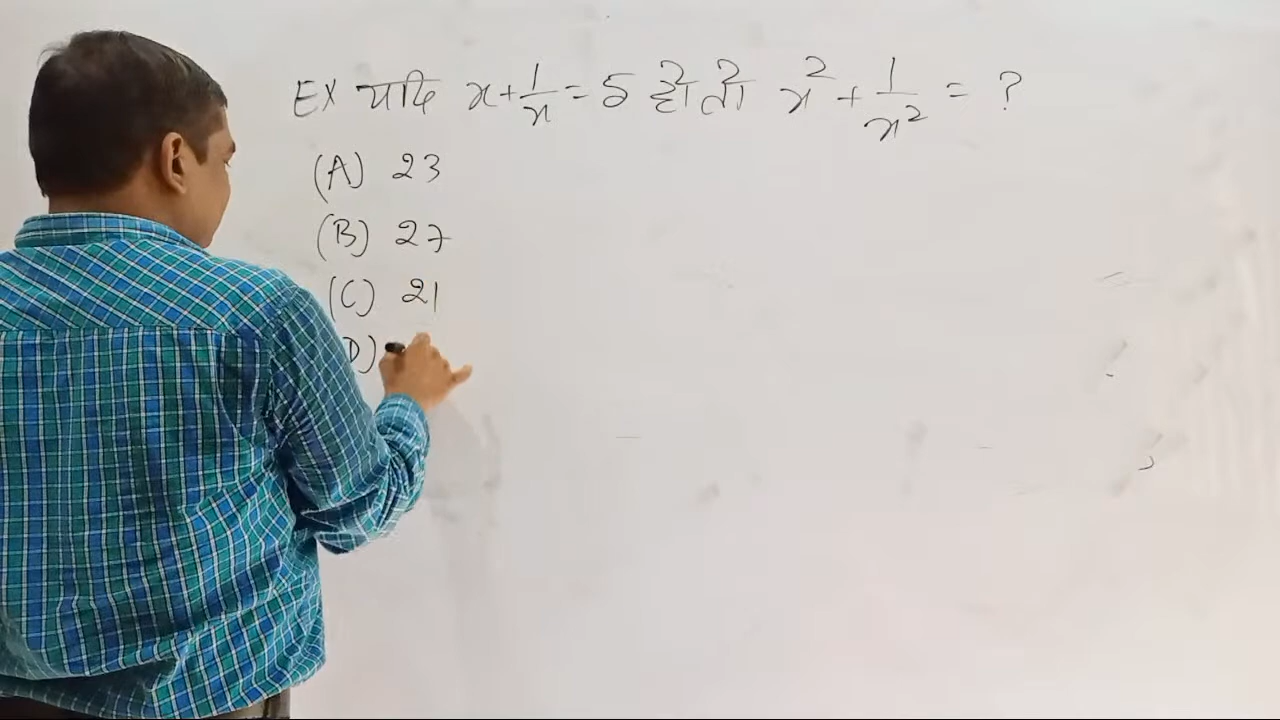 EX यदि x+1/x=5 हो तो x²+1/x² = ?
(A) 23
(B) 27
(C) 21
D)